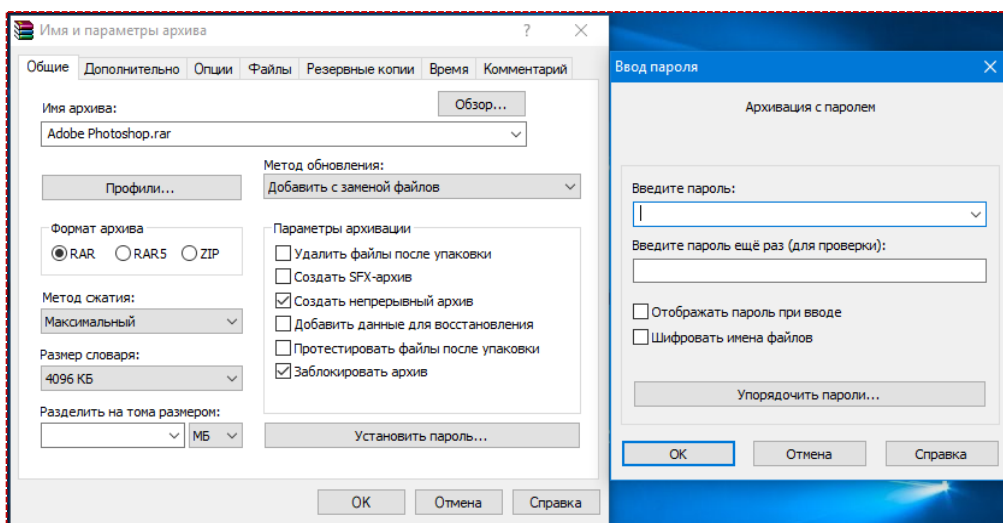 Имя и параметры архива
?
Общие Дополнительно Опции Файлы Резервные копии Время Комментарий
Имя архива:
Обзор...
Adobe Photoshop.rar
Профили...
Метод обновления:
Добавить с заменой файлов
Формат архива
RAR RAR5 ZIP
Метод сжатия:
Максимальный
Размер словаря:
4096 КБ
Разделить на тома размером:
МБ
Параметры архивации
Удалить файлы после упаковки
Создать SFX-архив
Создать непрерывный архив
Добавить данные для восстановления
Протестировать файлы после упаковки
Заблокировать архив
Установить пароль...
ОК Отмена Справка
Ввод пароля
Архивация с паролем
Введите пароль:
Введите пароль ещё раз (для проверки):
Отображать пароль при вводе
Шифровать имена файлов
Упорядочить пароли...
ОК Отмена Справка